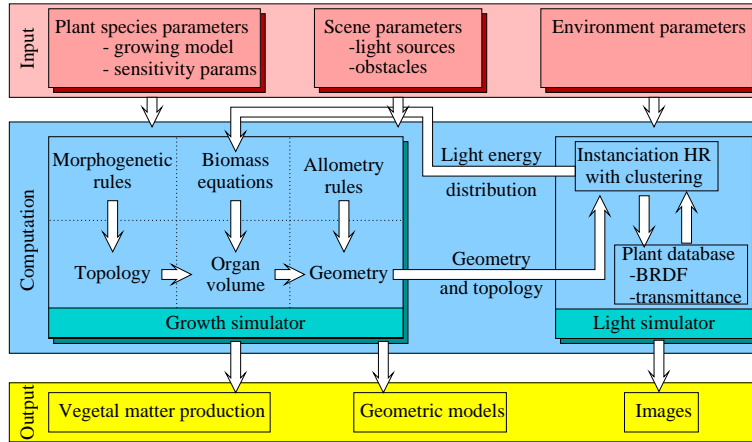 Input
Plant species parameters
- growing model
- sensitivity params
Scene parameters
-light sources
-obstacles
Environment parameters
Computation
Morphogenetic
rules
Biomass
equations
Allometry
rules
Topology
Organ
volume
Geometry
Growth simulator
Light energy
distribution
Geometry
and topology
Instanciation HR
with clustering
Plant database
-BRDF
-transmittance
Light simulator
Output
Vegetal matter production
Geometric models
Images